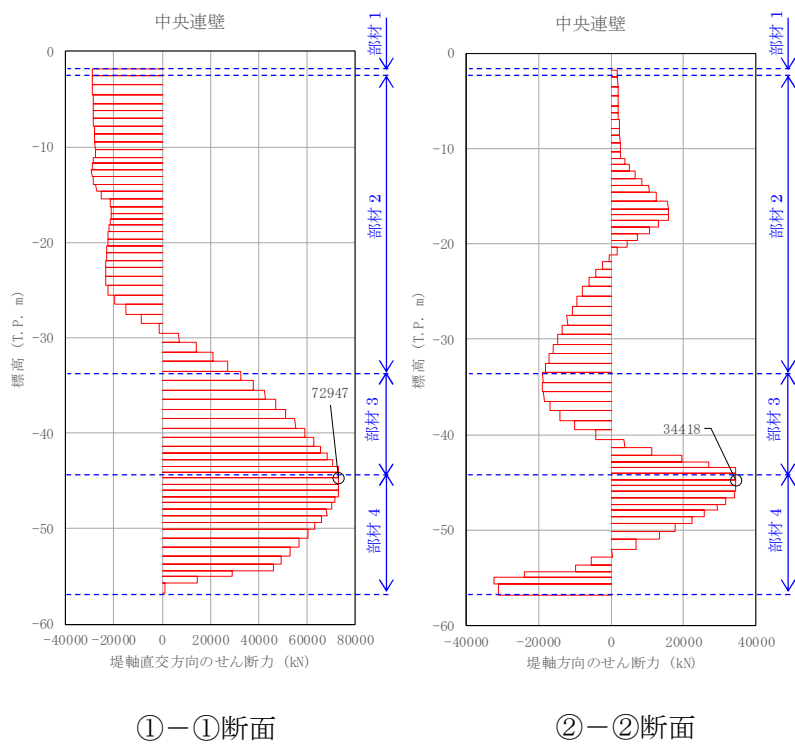 中央連壁
部材1
部材2
部材3
部材4
0
-10
-20
-30
-40
-50
-60
標高 (T.P. m)
72947
-40000 -20000 0 20000 40000 60000 80000
堤軸直交方向のせん断力 (kN)
①-①断面
中央連壁
部材1
部材2
部材3
部材4
0
-10
-20
-30
-40
-50
-60
標高 (T.P. m)
34418
-40000 -20000 0 20000 40000
堤軸方向のせん断力 (kN)
②-②断面